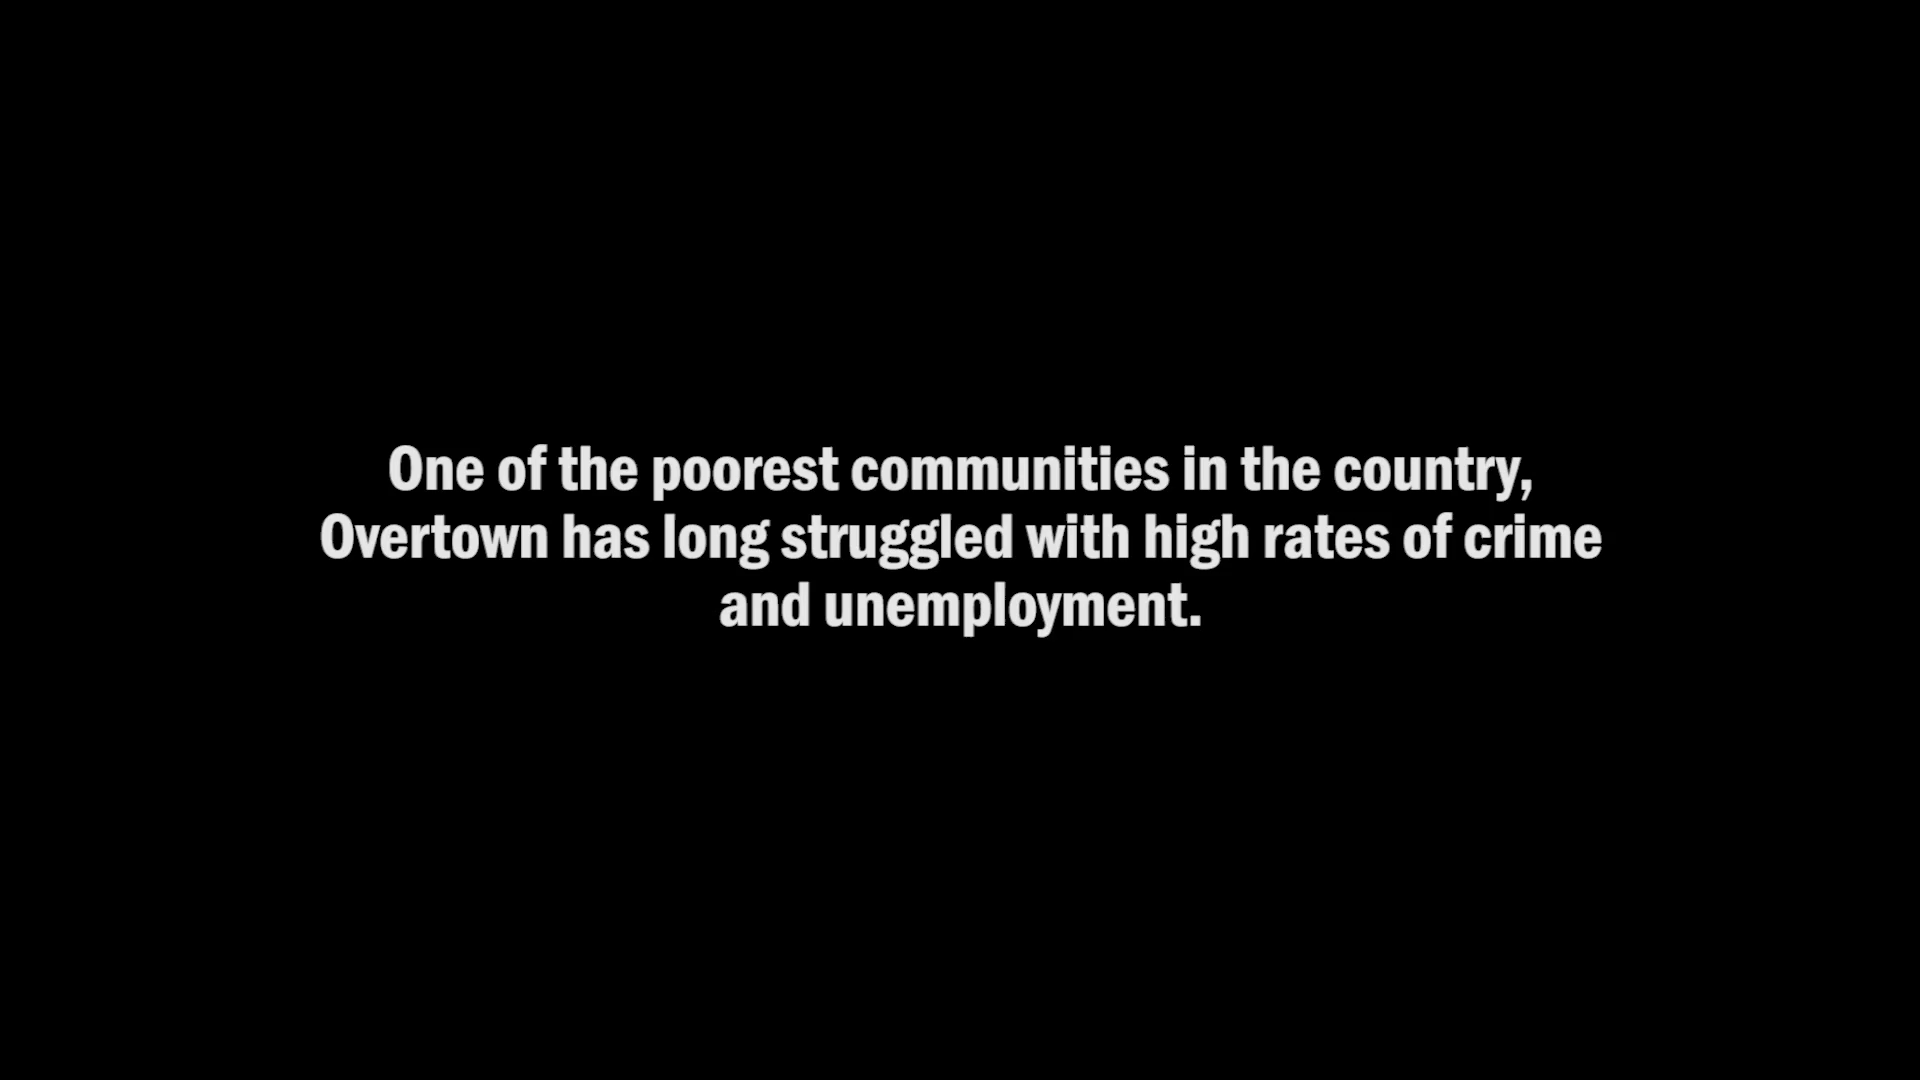 One of the poorest communities in the country,
Overtown has long struggled with high rates of crime
and unemployment.